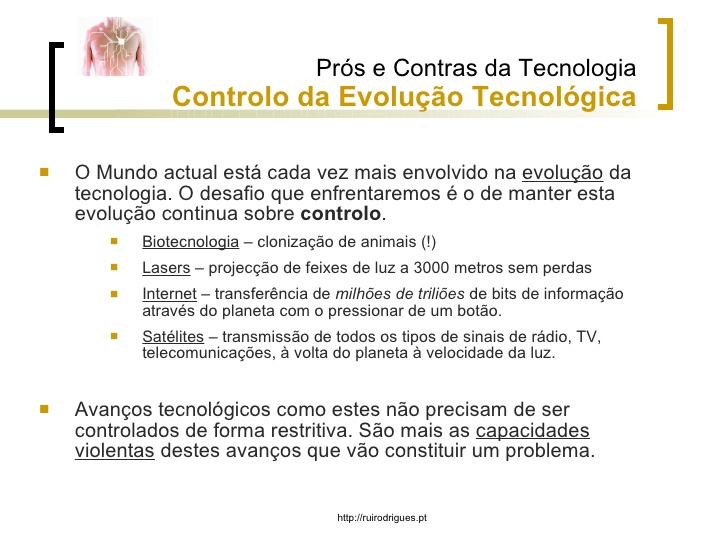 Prós e Contras da Tecnologia
Controlo da Evolução Tecnológica
O Mundo actual está cada vez mais envolvido na evolução da
tecnologia. O desafio que enfrentaremos é o de manter esta
evolução continua sobre controlo.
Biotecnologia – clonização de animais (!)
Lasers – projecção de feixes de luz a 3000 metros sem perdas
Internet – transferência de milhões de triliões de bits de informação
através do planeta com o pressionar de um botão.
Satélites – transmissão de todos os tipos de sinais de rádio, TV,
telecomunicações, à volta do planeta à velocidade da luz.
Avanços tecnológicos como estes não precisam de ser
controlados de forma restritiva. São mais as capacidades
violentas destes avanços que vão constituir um problema.
http://ruirodrigues.pt